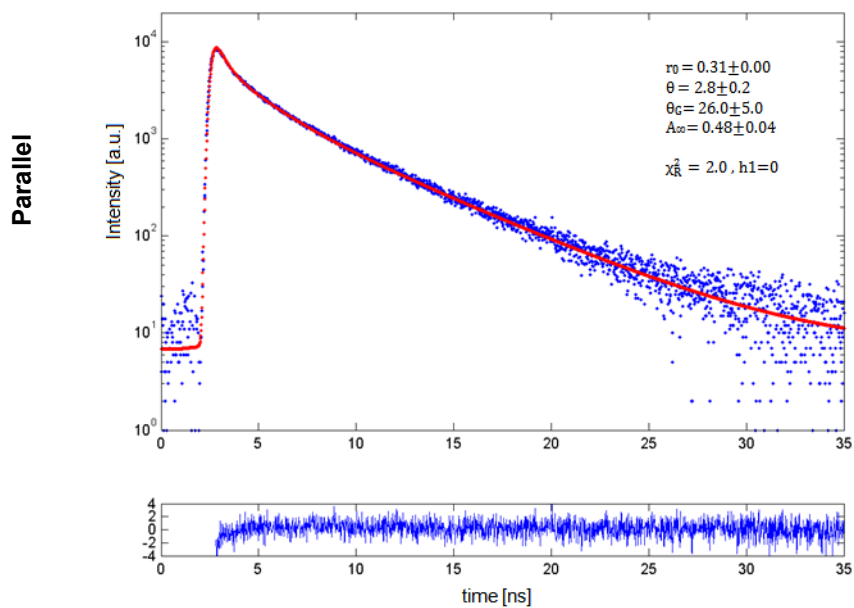 Parallel
Intensity [a.u.]
10⁴
10³
10²
10¹
10⁰
r₀ = 0.31±0.00
θ = 2.8±0.2
θG = 26.0±5.0
A∞ = 0.48±0.04
χ²R = 2.0 , h1=0
0 5 10 15 20 25 30 35
4
2
0
-2
-4
0 5 10 15 20 25 30 35
time [ns]